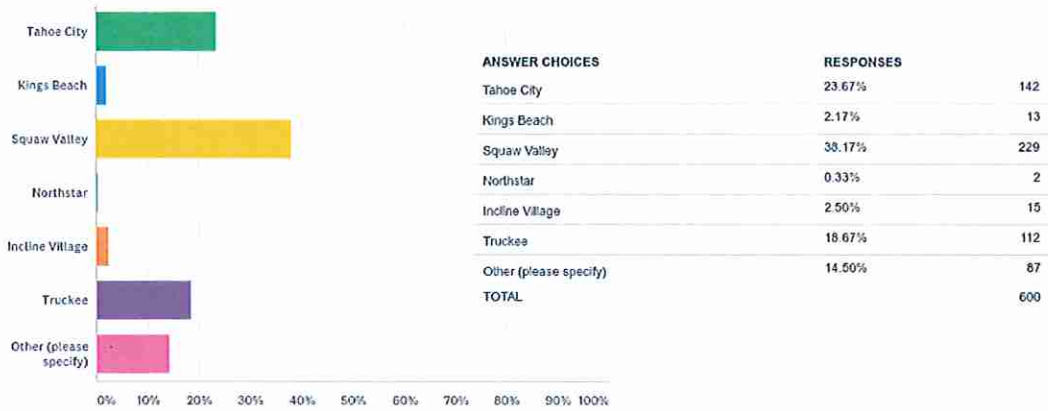 Tahoe City
Kings Beach
Squaw Valley
Northstar
Incline Village
Truckee
Other (please
specify)
0% 10% 20% 30% 40% 50% 60% 70% 80% 90% 100%
ANSWER CHOICES RESPONSES
Tahoe City 23.67% 142
Kings Beach 2.17% 13
Squaw Valley 38.17% 229
Northstar 0.33% 2
Incline Village 2.50% 15
Truckee 18.67% 112
Other (please specify) 14.50% 87
TOTAL 600